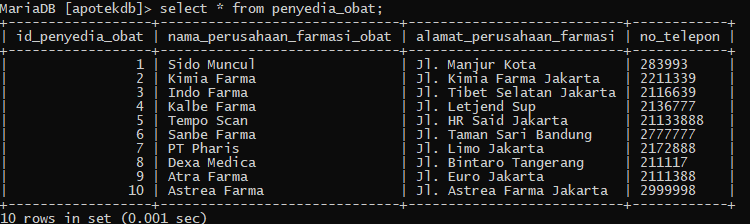 MariaDB [apotekdb]> select * from penyedia_obat;
+------------------+----------------------------+---------------------------+------------+
| id_penyedia_obat | nama_perusahaan_farmasi_obat | alamat_perusahaan_farmasi | no_telepon |
+------------------+----------------------------+---------------------------+------------+
| 1 | Sido Muncul | Jl. Manjur Kota | 283993 |
| 2 | Kimia Farma | Jl. Kimia Farma Jakarta | 2211339 |
| 3 | Indo Farma | Jl. Tibet Selatan Jakarta | 2116639 |
| 4 | Kalbe Farma | Jl. Letjend Sup | 2136777 |
| 5 | Tempo Scan | Jl. HR Said Jakarta | 21133888 |
| 6 | Sanbe Farma | Jl. Taman Sari Bandung | 2777777 |
| 7 | PT Pharis | Jl. Limo Jakarta | 2172888 |
| 8 | Dexa Medica | Jl. Bintaro Tangerang | 211117 |
| 9 | Atra Farma | Jl. Euro Jakarta | 2111388 |
| 10 | Astrea Farma | Jl. Astrea Farma Jakarta | 2999998 |
+------------------+----------------------------+---------------------------+------------+
10 rows in set (0.001 sec)